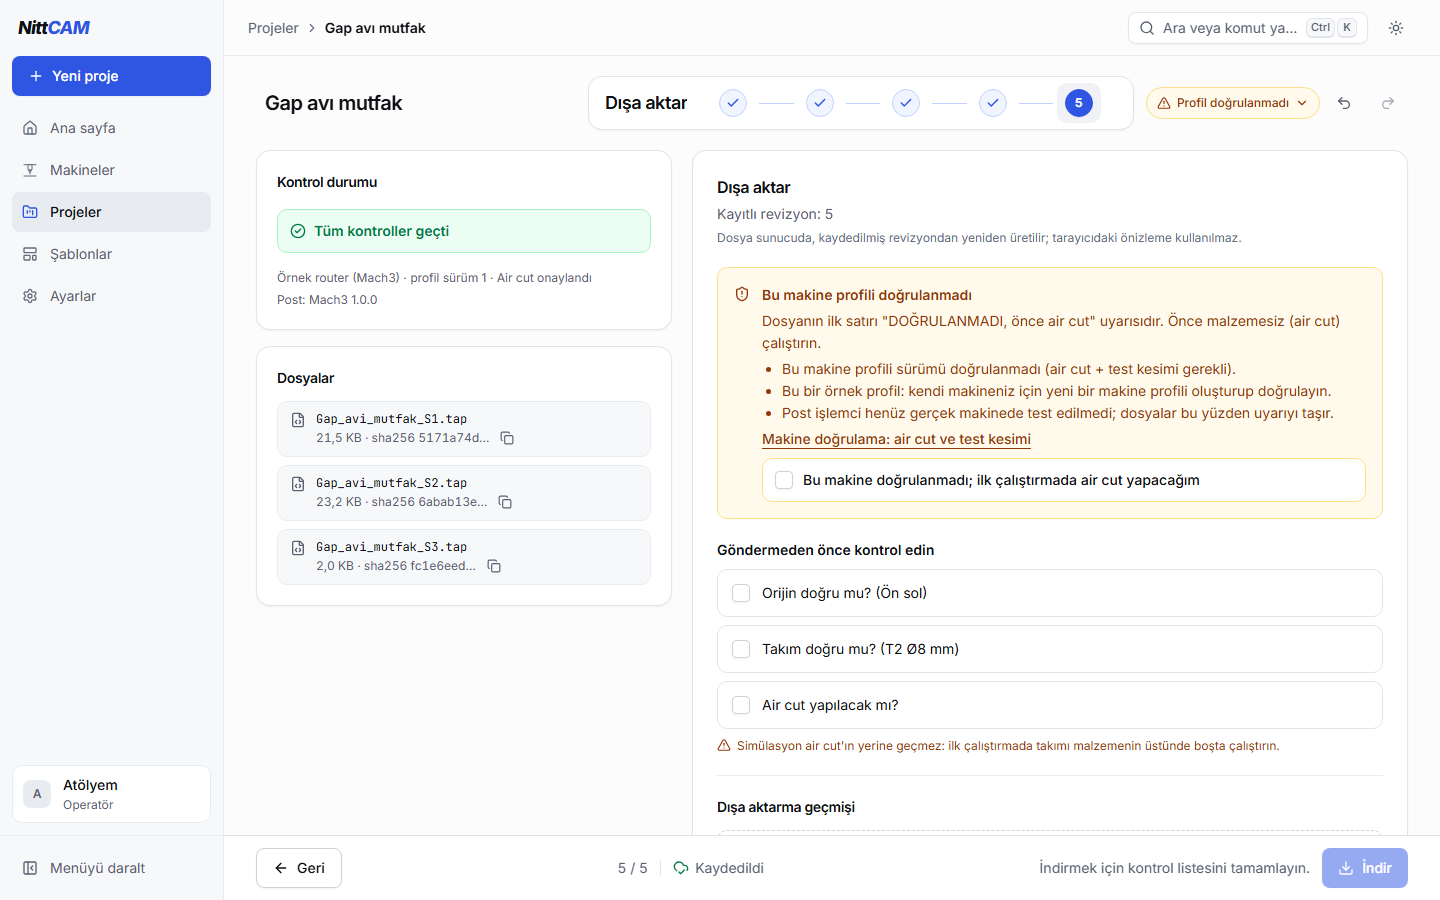 NittCAM
Yeni proje
Ana sayfa
Makineler
Projeler
Şablonlar
Ayarlar
A
Atölyem
Operatör
Menüyü daralt
Projeler
Gap avı mutfak
Ara veya komut ya...
Ctrl
K
Gap avı mutfak
Dışa aktar
5
Profil doğrulanmadı
Kontrol durumu
Tüm kontroller geçti
Örnek router (Mach3) · profil sürüm 1 · Air cut onaylandı
Post: Mach3 1.0.0
Dosyalar
Gap_avi_mutfak_S1.tap
21,5 KB · sha256 5171a74d...
Gap_avi_mutfak_S2.tap
23,2 KB · sha256 6abab13e...
Gap_avi_mutfak_S3.tap
2,0 KB · sha256 fc1e6eed...
Dışa aktar
Kayıtlı revizyon: 5
Dosya sunucuda, kaydedilmiş revizyondan yeniden üretilir; tarayıcıdaki önizleme kullanılmaz.
Bu makine profili doğrulanmadı
Dosyanın ilk satırı "DOĞRULANMADI, önce air cut" uyarısıdır. Önce malzemesiz (air cut)
çalıştırın.
Bu makine profili sürümü doğrulanmadı (air cut + test kesimi gerekli).
Bu bir örnek profil: kendi makineniz için yeni bir makine profili oluşturup doğrulayın.
Post işlemci henüz gerçek makinede test edilmedi; dosyalar bu yüzden uyarıyı taşır.
Makine doğrulama: air cut ve test kesimi
Bu makine doğrulanmadı; ilk çalıştırmada air cut yapacağım
Göndermeden önce kontrol edin
Orijin doğru mu? (Ön sol)
Takım doğru mu? (T2 Ø8 mm)
Air cut yapılacak mı?
Simülasyon air cut'ın yerine geçmez: ilk çalıştırmada takımı malzemenin üstünde boşta çalıştırın.
Dışa aktarma geçmişi
Geri
5 / 5
Kaydedildi
İndirmek için kontrol listesini tamamlayın.
İndir